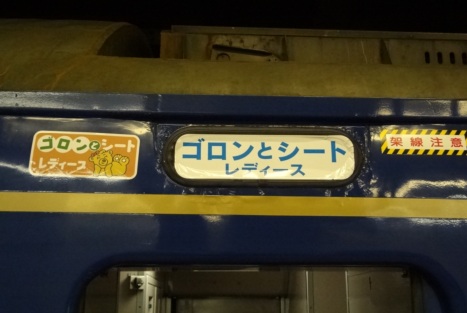 ゴロンとシート
レディース
ゴロンとシート
レディース
架線注意